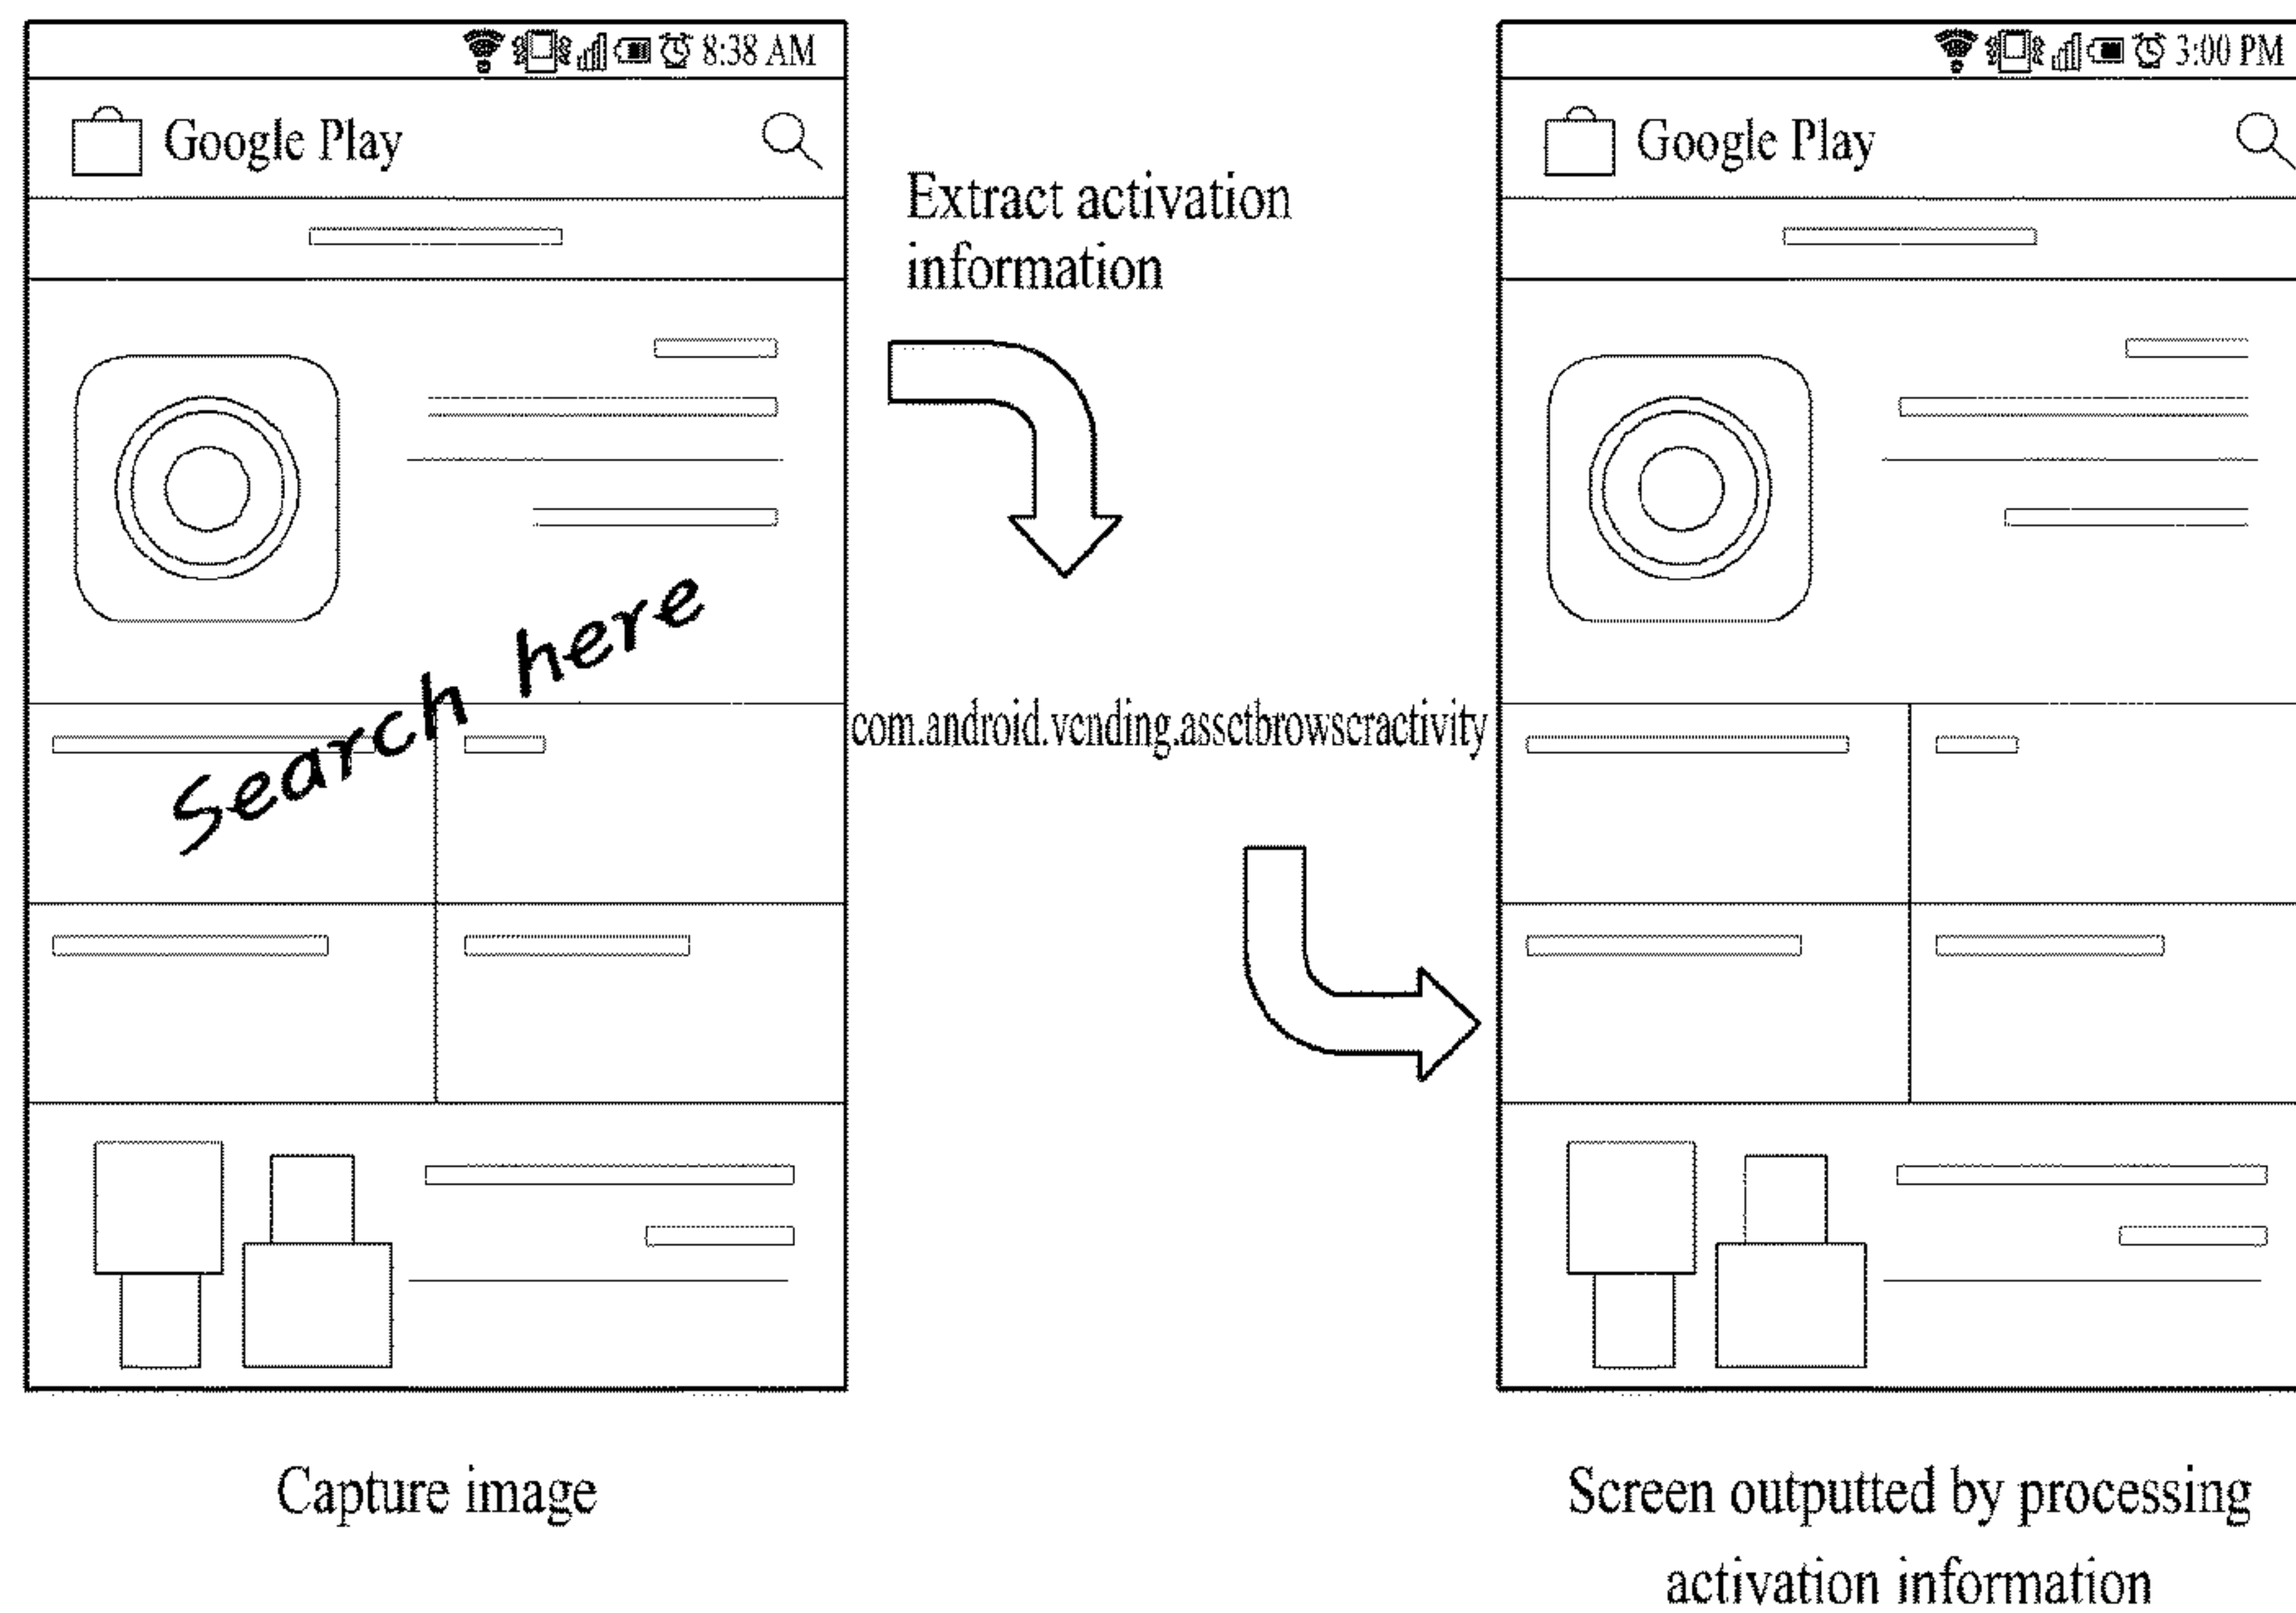 8:38 AM
Google Play
Search here
Capture image
Extract activation
information
com.android.vending.assetbrowseractivity
3:00 PM
Google Play
Screen outputted by processing
activation information